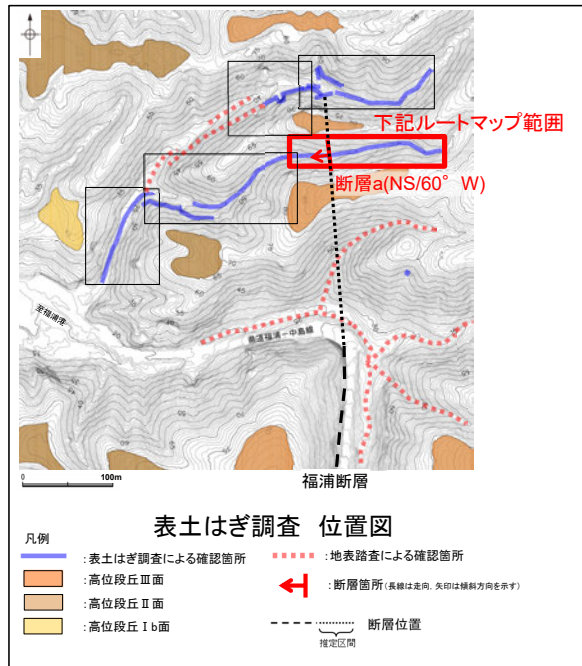 下記ルートマップ範囲
断層a(NS/60°W)
至福浦港
県道福浦ー中島線
0 100m
福浦断層
表土はぎ調査 位置図
凡例
:表土はぎ調査による確認箇所
:地表踏査による確認箇所
:高位段丘Ⅲ面
:断層箇所(長線は走向,矢印は傾斜方向を示す)
:高位段丘Ⅱ面
:高位段丘Ⅰb面
断層位置
推定区間